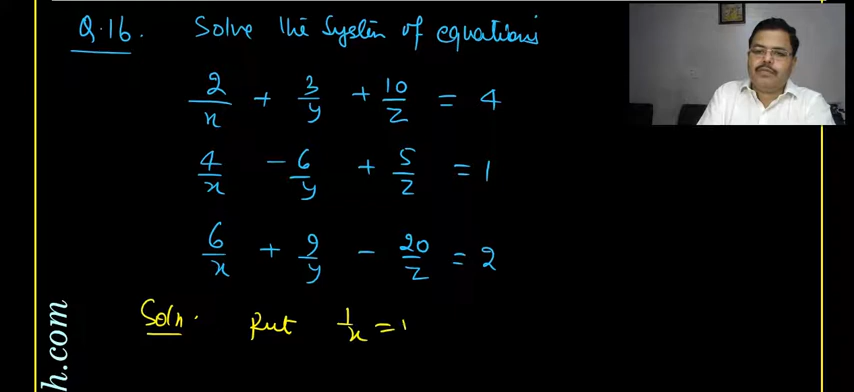 Q.16. Solve the System of equations
2/x + 3/y + 10/z = 4
4/x - 6/y + 5/z = 1
6/x + 9/y - 20/z = 2
Soln. Put 1/x = 1
h.com